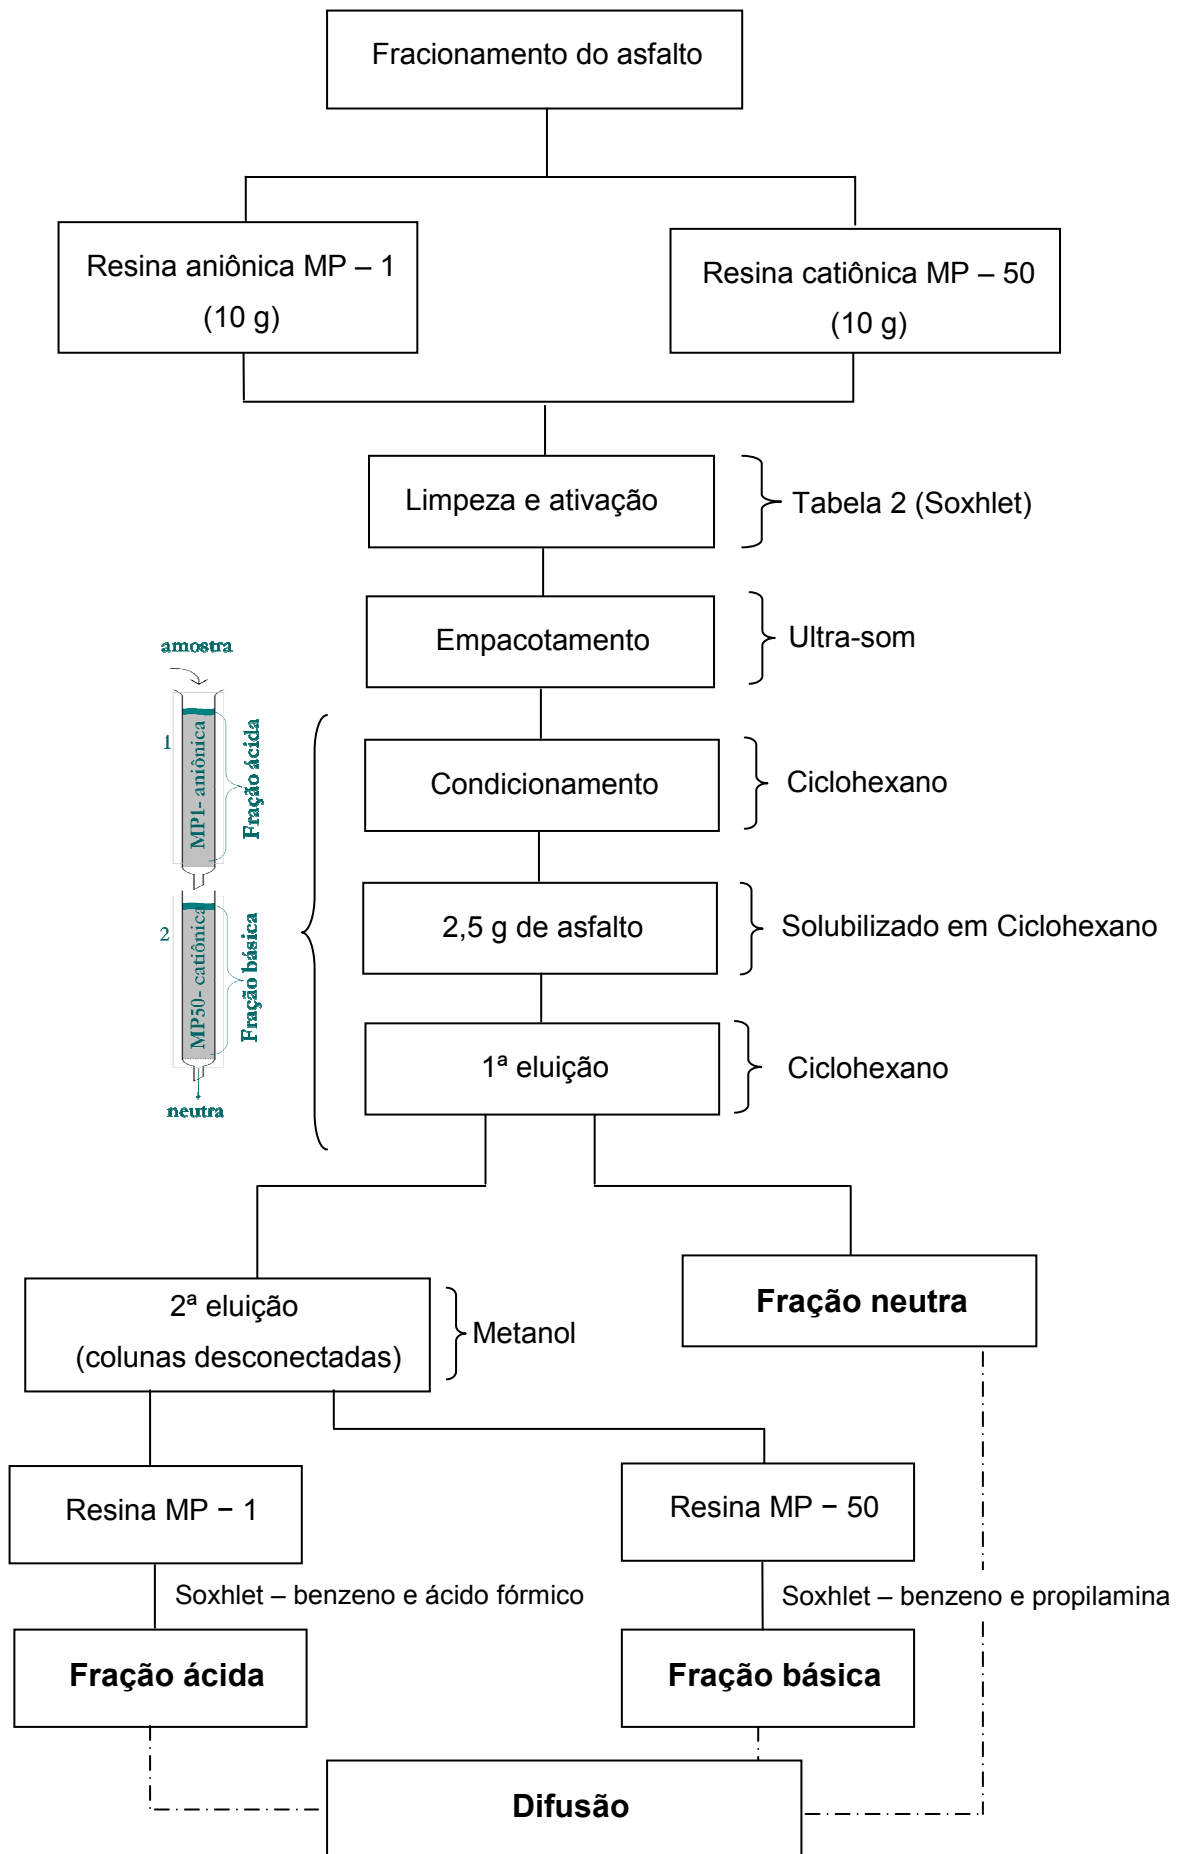 Fracionamento do asfalto
Resina aniônica MP – 1
(10 g)
Resina catiônica MP – 50
(10 g)
Limpeza e ativação
Tabela 2 (Soxhlet)
Empacotamento
Ultra-som
amostra
1
MP1- aniônica
Fração ácida
2
MP50- catiônica
Fração básica
neutra
Condicionamento
Ciclohexano
2,5 g de asfalto
Solubilizado em Ciclohexano
1ª eluição
Ciclohexano
2ª eluição
(colunas desconectadas)
Metanol
Fração neutra
Resina MP − 1
Resina MP − 50
Soxhlet – benzeno e ácido fórmico
Soxhlet – benzeno e propilamina
Fração ácida
Fração básica
Difusão